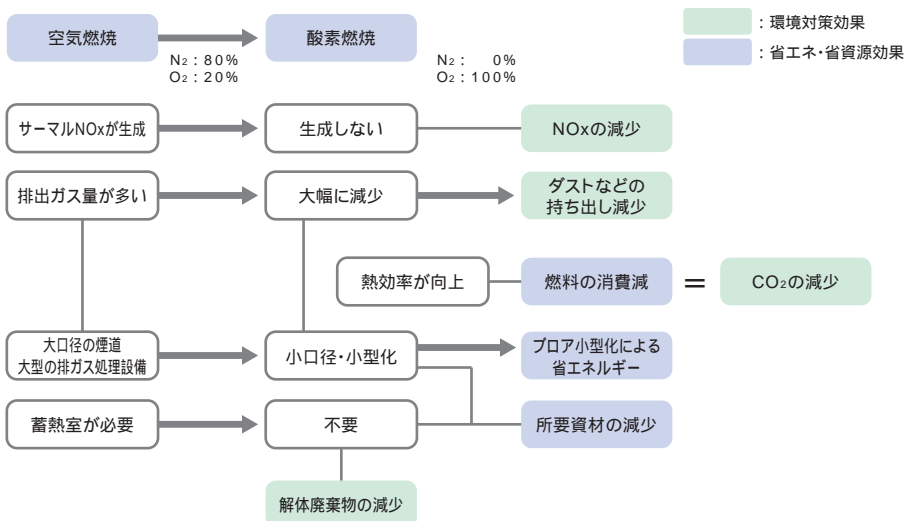 空気燃焼
酸素燃焼
N₂：80%
O₂：20%
N₂： 0%
O₂：100%
：環境対策効果
：省エネ・省資源効果
サーマルNOxが生成
生成しない
NOxの減少
排出ガス量が多い
大幅に減少
ダストなどの
持ち出し減少
熱効率が向上
燃料の消費減
＝
CO₂の減少
大口径の煙道
大型の排ガス処理設備
小口径・小型化
ブロア小型化による
省エネルギー
蓄熱室が必要
不要
所要資材の減少
解体廃棄物の減少